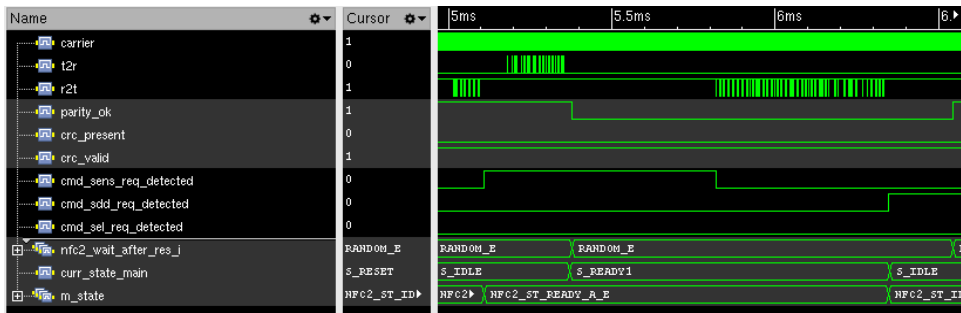 Name Cursor 5ms 5.5ms 6ms 6.
carrier 1
t2r 0
r2t 1
parity_ok 1
crc_present 0
crc_valid 1
cmd_sens_req_detected 0
cmd_sdd_req_detected 0
cmd_sel_req_detected 0
nfc2_wait_after_res_i RANDOM_E RANDOM_E RANDOM_E
curr_state_main S_RESET S_IDLE S_READY1 S_IDLE
m_state NFC2_ST_ID NFC2 NFC2_ST_READY_A_E NFC2_ST_I